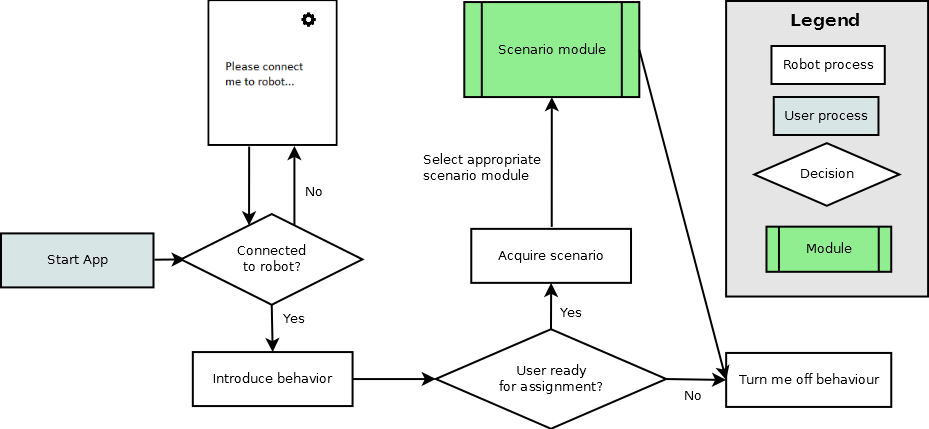 Please connect
me to robot...
No
Start App
Connected
to robot?
Yes
Introduce behavior
User ready
for assignment?
Yes
No
Acquire scenario
Select appropriate
scenario module
Scenario module
Turn me off behaviour
Legend
Robot process
User process
Decision
Module